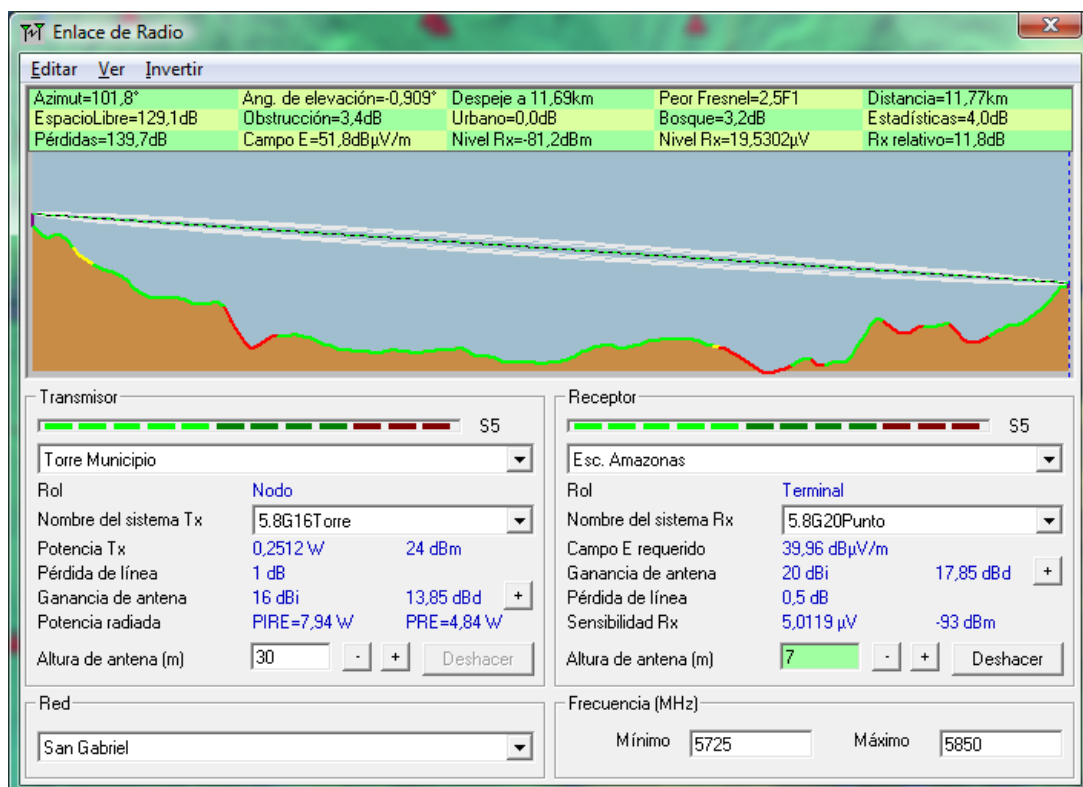 Enlace de Radio
Editar Ver Invertir
Azimut=101,8° Ang. de elevación=-0,909° Despeje a 11,69km Peor Fresnel=2,5F1 Distancia=11,77km
EspacioLibre=129,1dB Obstrucción=3,4dB Urbano=0,0dB Bosque=3,2dB Estadísticas=4,0dB
Pérdidas=139,7dB Campo E=51,8dBµV/m Nivel Rx=-81,2dBm Nivel Rx=19,5302µV Rx relativo=11,8dB
Transmisor
S5
Torre Municipio
Rol Nodo
Nombre del sistema Tx 5.8G16Torre
Potencia Tx 0,2512 W 24 dBm
Pérdida de línea 1 dB
Ganancia de antena 16 dBi 13,85 dBd +
Potencia radiada PIRE=7,94 W PRE=4,84 W
Altura de antena (m) 30 - + Deshacer
Receptor
S5
Esc. Amazonas
Rol Terminal
Nombre del sistema Rx 5.8G20Punto
Campo E requerido 39,96 dBµV/m
Ganancia de antena 20 dBi 17,85 dBd +
Pérdida de línea 0,5 dB
Sensibilidad Rx 5,0119 µV -93 dBm
Altura de antena (m) 7 - + Deshacer
Red
San Gabriel
Frecuencia (MHz)
Mínimo 5725 Máximo 5850